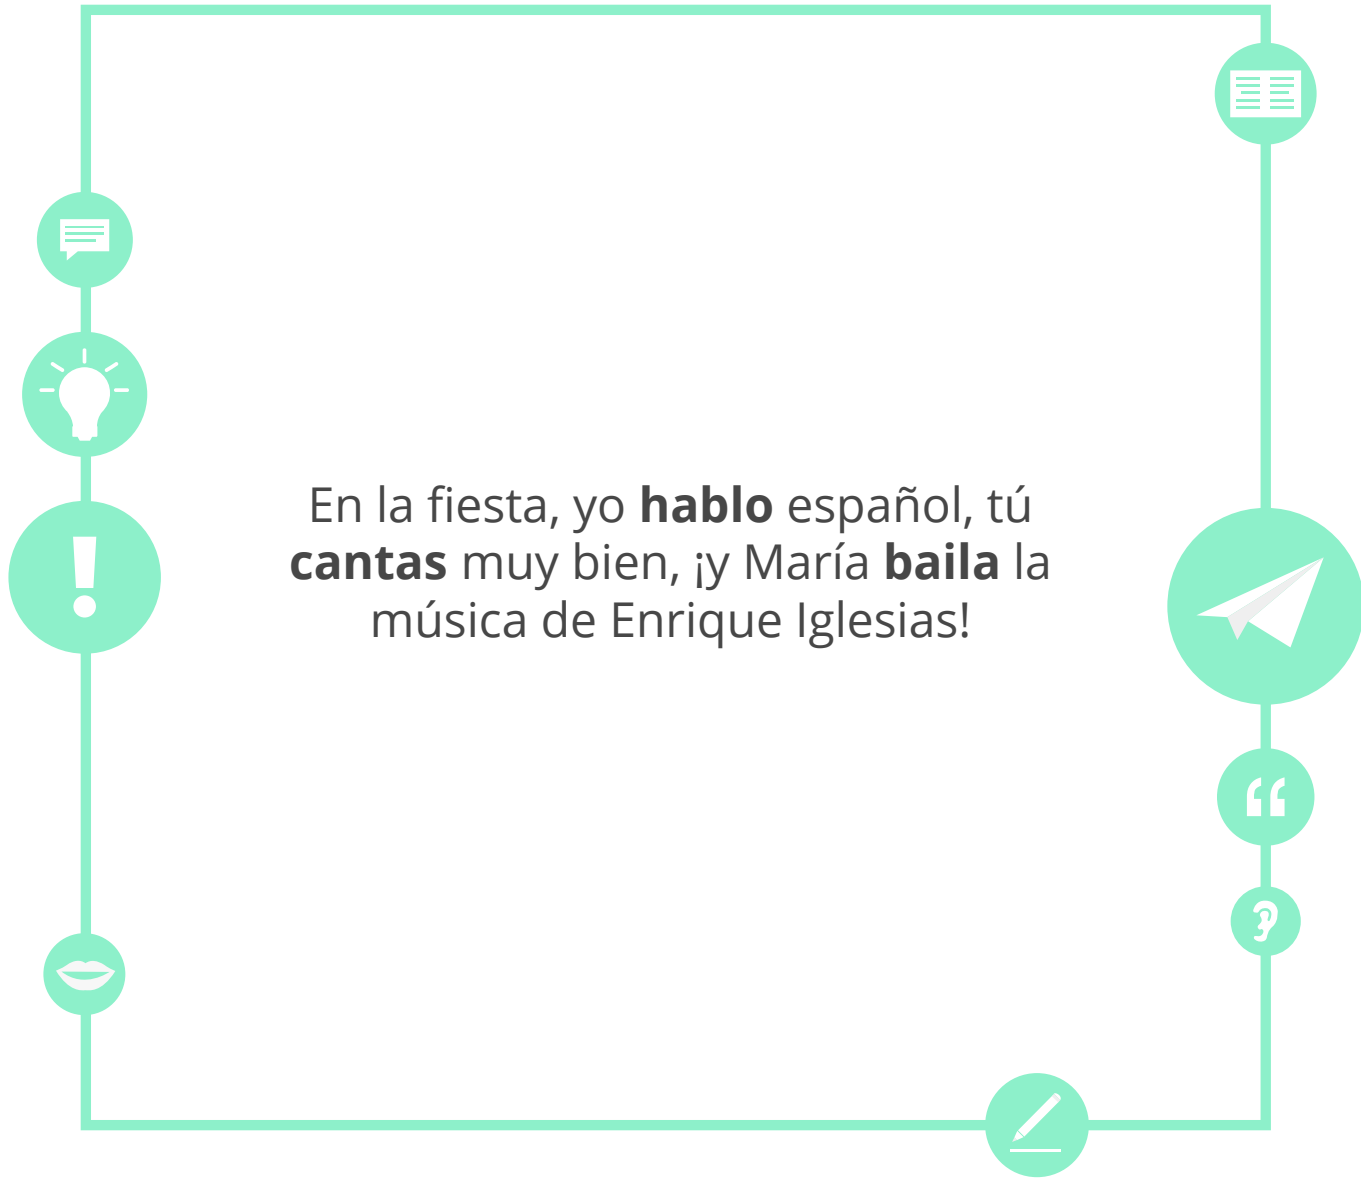 En la fiesta, yo hablo español, tú
cantas muy bien, ¡y María baila la
música de Enrique Iglesias!